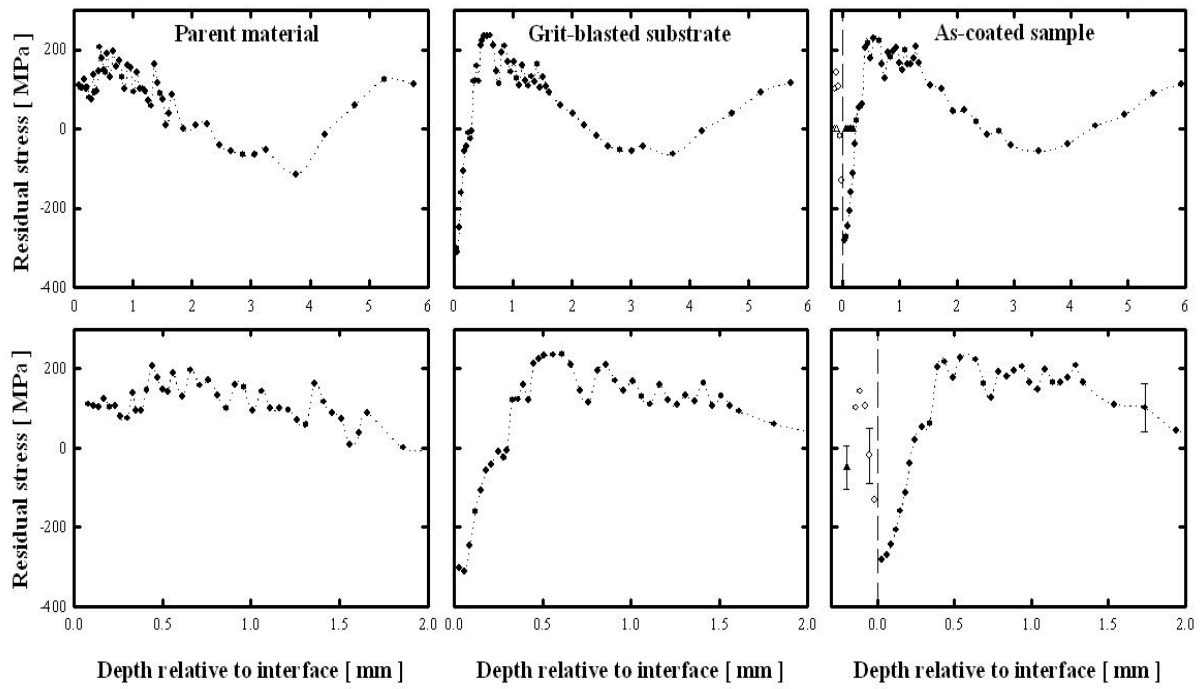 Parent material
Grit-blasted substrate
As-coated sample
Residual stress [ MPa]
200
0
-200
-400
0 1 2 3 4 5 6
0 1 2 3 4 5 6
0 1 2 3 4 5 6
Residual stress [ MPa]
200
0
-200
-400
0.0 0.5 1.0 1.5 2.0
0.0 0.5 1.0 1.5 2.0
0.0 0.5 1.0 1.5 2.0
Depth relative to interface [ mm ]
Depth relative to interface [ mm ]
Depth relative to interface [ mm ]